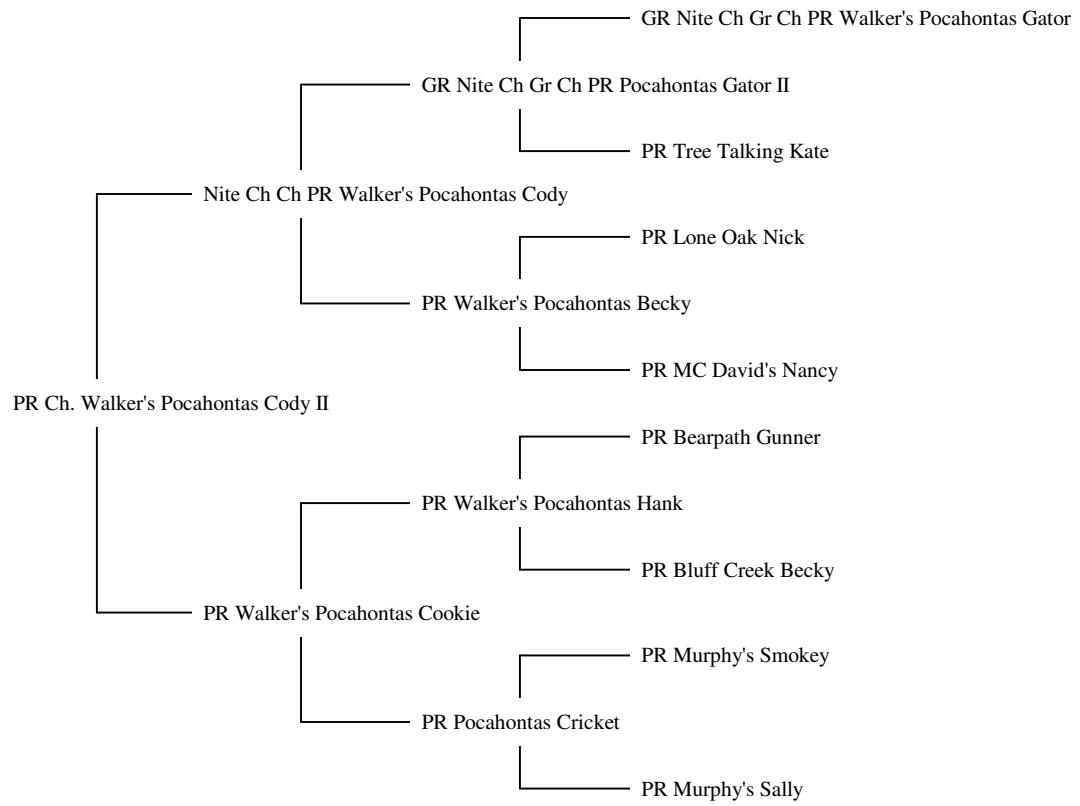 GR Nite Ch Gr Ch PR Walker's Pocahontas Gator
GR Nite Ch Gr Ch PR Pocahontas Gator II
PR Tree Talking Kate
Nite Ch Ch PR Walker's Pocahontas Cody
PR Lone Oak Nick
PR Walker's Pocahontas Becky
PR MC David's Nancy
PR Ch. Walker's Pocahontas Cody II
PR Bearpath Gunner
PR Walker's Pocahontas Hank
PR Bluff Creek Becky
PR Walker's Pocahontas Cookie
PR Murphy's Smokey
PR Pocahontas Cricket
PR Murphy's Sally